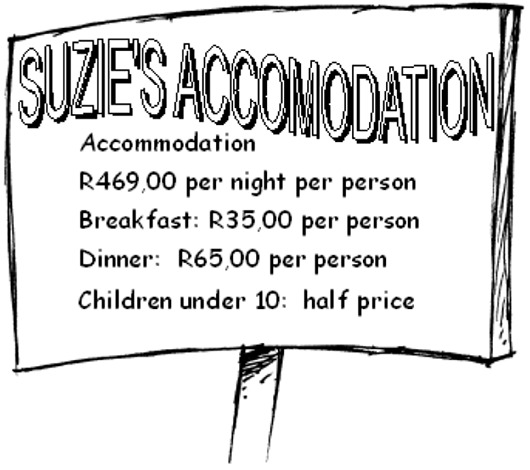 SUZIE'S ACCOMODATION
Accommodation
R469,00 per night per person
Breakfast: R35,00 per person
Dinner: R65,00 per person
Children under 10: half price